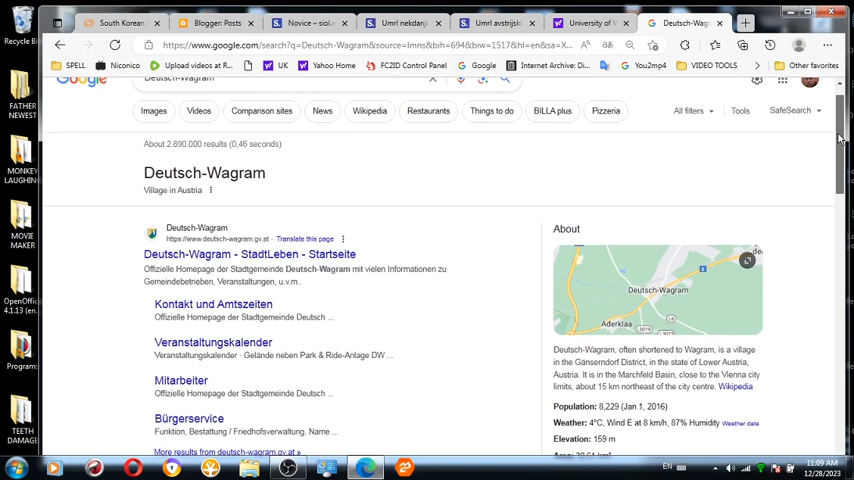 South Korean
Blogger: Posts
Novice – siol
Umrl nekdanj
Umrl avstrijski
University of W
Deutsch-Wagr
https://www.google.com/search?q=Deutsch-Wagram&source=lmns&bih=694&biw=1517&hl=en&sa=X...
SPELL
Niconico
Upload videos at R...
UK
Yahoo Home
FC2ID Control Panel
Google
Internet Archive: Di...
You2mp4
VIDEO TOOLS
Other favorites
Google
Deutsch-Wagram
Images
Videos
Comparison sites
News
Wikipedia
Restaurants
Things to do
BILLA plus
Pizzeria
All filters
Tools
SafeSearch
About 2.890.000 results (0,46 seconds)
Deutsch-Wagram
Village in Austria
Deutsch-Wagram
https://www.deutsch-wagram.gv.at
Translate this page
Deutsch-Wagram - StadtLeben - Startseite
Offizielle Homepage der Stadtgemeinde Deutsch-Wagram mit vielen Informationen zu
Gemeindebetrieben, Veranstaltungen, u.v.m..
Kontakt und Amtszeiten
Offizielle Homepage der Stadtgemeinde Deutsch ...
Veranstaltungskalender
Veranstaltungskalender · Gelände neben Park & Ride-Anlage DW ...
Mitarbeiter
Offizielle Homepage der Stadtgemeinde Deutsch ...
Bürgerservice
Funktion, Bestattung / Friedhofsverwaltung. Name ...
More results from deutsch-wagram.gv.at »
About
Deutsch-Wagram
Aderklaa
8
L6
3019
L13
Deutsch-Wagram, often shortened to Wagram, is a village
in the Gänserndorf District, in the state of Lower Austria,
Austria. It is in the Marchfeld Basin, close to the Vienna city
limits, about 15 km northeast of the city centre. Wikipedia
Population: 8,229 (Jan 1, 2016)
Weather: 4°C, Wind E at 8 km/h, 87% Humidity Weather data
Elevation: 159 m
Recycle Bin
FATHER
NEWEST
MONKEY
LAUGHING
MOVIE
MAKER
OpenOffice
4.1.13 (en...
Programs
TEETH
DAMAGE
EN
11:09 AM
12/28/2023